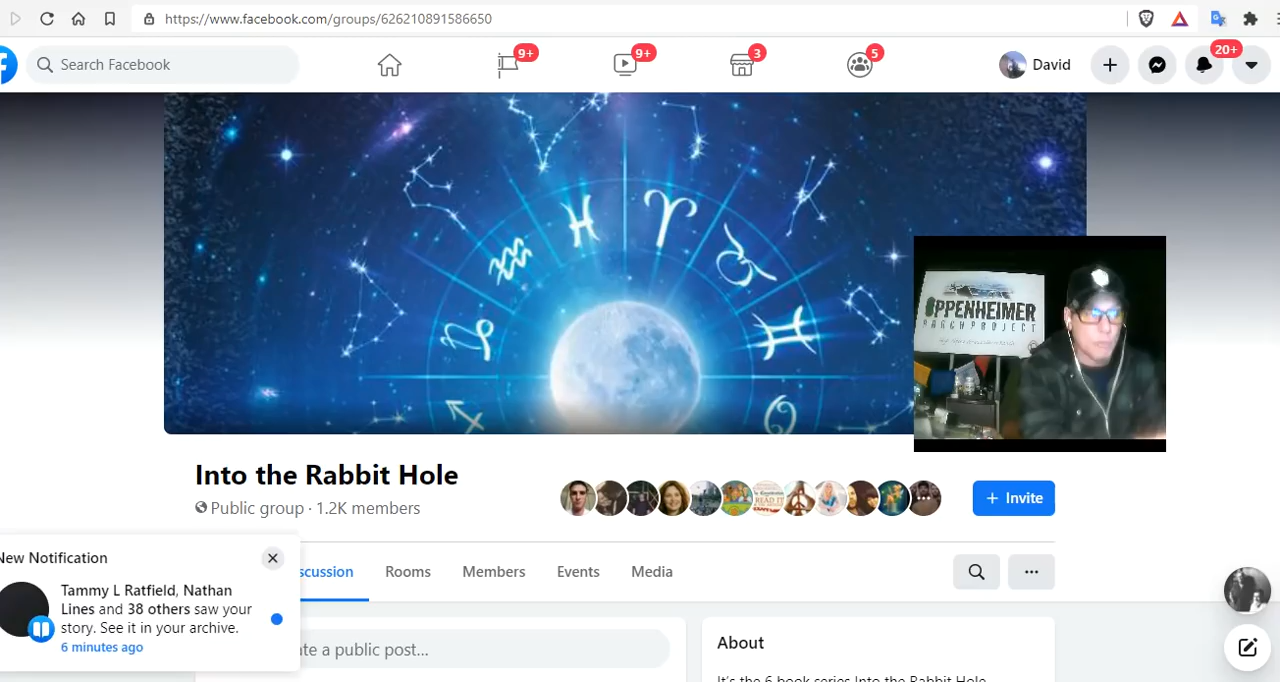 https://www.facebook.com/groups/626210891586650
Search Facebook
9+
9+
3
5
David
20+
OPPENHEIMER
RANCH PROJECT
Into the Rabbit Hole
Public group · 1.2K members
+ Invite
New Notification
Tammy L Ratfield, Nathan
Lines and 38 others saw your
story. See it in your archive.
6 minutes ago
scussion
Rooms
Members
Events
Media
te a public post...
About
It's the 6 book series Into the Rabbit Hole